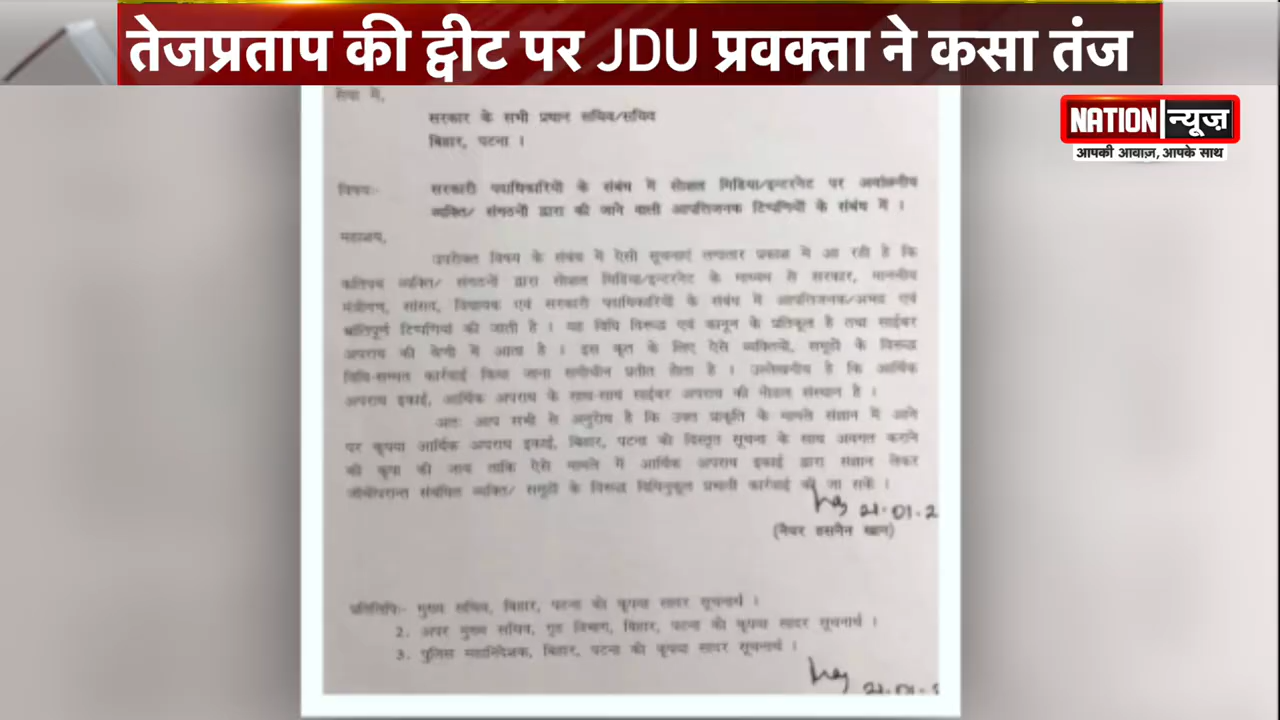 तेजप्रताप की ट्वीट पर JDU प्रवक्ता ने कसा तंज
NATION न्यूज़
आपकी आवाज़, आपके साथ
सेवा में,
सरकार के सभी प्रधान सचिव/सचिव
बिहार, पटना ।
विषयः- सरकारी पदाधिकारियों के संबंध में सोशल मिडिया/इन्टरनेट पर अवांछनीय
व्यक्ति/ संगठनों द्वारा की जाने वाली आपत्तिजनक टिप्पणियों के संबंध में ।
महाशय,
उपरोक्त विषय के संबंध में ऐसी सूचनाएं लगातार प्रकाश में आ रही है कि
कतिपय व्यक्ति/ संगठनों द्वारा सोशल मिडिया/इन्टरनेट के माध्यम से सरकार, माननीय
मंत्रीगण, सांसद, विधायक एवं सरकारी पदाधिकारियों के संबंध में आपत्तिजनक/अभद्र एवं
भ्रांतिपूर्ण टिप्पणियां की जाती है । यह विधि विरूद्ध एवं कानून के प्रतिकूल है तथा साईबर
अपराध की श्रेणी में आता है । इस कृत के लिए ऐसे व्यक्तियों, समूहों के विरूद्ध
विधि-सम्मत कार्रवाई किया जाना समीचीन प्रतीत होता है । उल्लेखनीय है कि आर्थिक
अपराध इकाई, आर्थिक अपराध के साथ-साथ साईबर अपराध की नोडल संस्थान है ।
अतः आप सभी से अनुरोध है कि उक्त प्राकृति के मामले संज्ञान में आने
पर कृपया आर्थिक अपराध इकाई, बिहार, पटना को विस्तृत सूचना के साथ अवगत कराने
की कृपा की जाय ताकि ऐसे मामले में आर्थिक अपराध इकाई द्वारा संज्ञान लेकर
जाँचोपरान्त संबंधित व्यक्ति/ समूहों के विरूद्ध विधिनुकूल प्रभावी कार्रवाई की जा सकें ।
21.01.2
(नैयर हसनैन खान)
प्रतिलिपिः- मुख्य सचिव, बिहार, पटना को कृपया सादर सूचनार्थ ।
2. अपर मुख्य सचिव, गृह विभाग, बिहार, पटना को कृपया सादर सूचनार्थ ।
3. पुलिस महानिदेशक, बिहार, पटना को कृपया सादर सूचनार्थ ।
21.01.